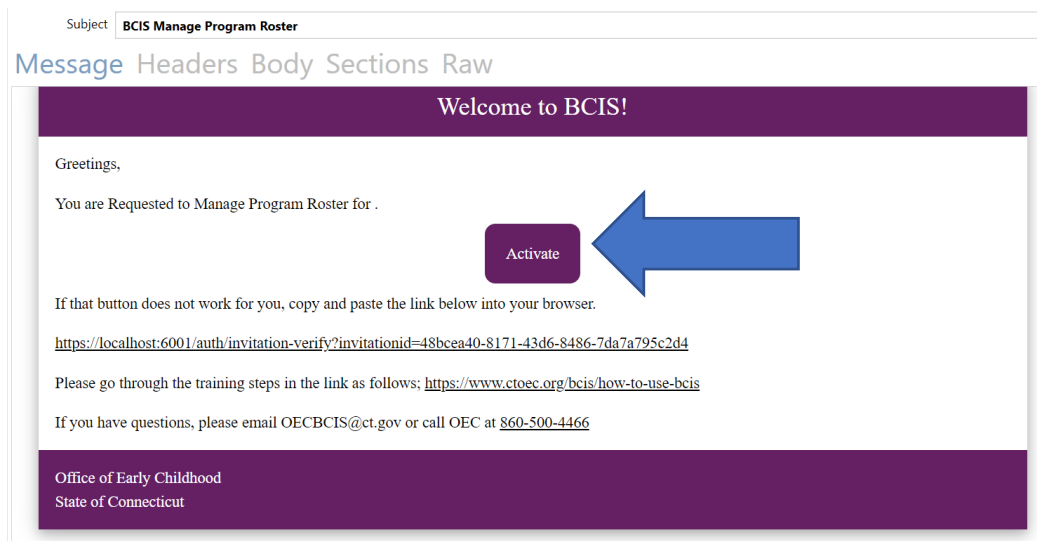 Subject BCIS Manage Program Roster
Message Headers Body Sections Raw
Welcome to BCIS!
Greetings,
You are Requested to Manage Program Roster for .
Activate
If that button does not work for you, copy and paste the link below into your browser.
https://localhost:6001/auth/invitation-verify?invitationid=48bcea40-8171-43d6-8486-7da7a795c2d4
Please go through the training steps in the link as follows; https://www.ctoec.org/bcis/how-to-use-bcis
If you have questions, please email OECBCIS@ct.gov or call OEC at 860-500-4466
Office of Early Childhood
State of Connecticut